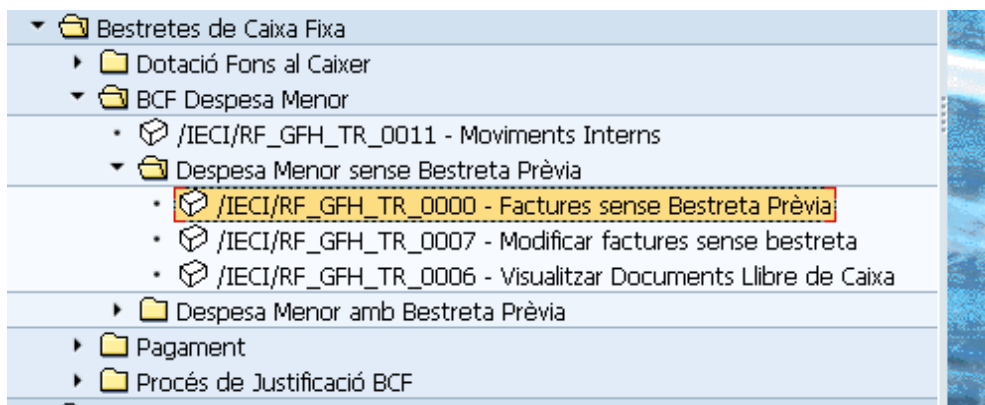 Bestretes de Caixa Fixa
Dotació Fons al Caixer
BCF Despesa Menor
/IECI/RF_GFH_TR_0011 - Moviments Interns
Despesa Menor sense Bestreta Prèvia
/IECI/RF_GFH_TR_0000 - Factures sense Bestreta Prèvia
/IECI/RF_GFH_TR_0007 - Modificar factures sense bestreta
/IECI/RF_GFH_TR_0006 - Visualitzar Documents Llibre de Caixa
Despesa Menor amb Bestreta Prèvia
Pagament
Procés de Justificació BCF